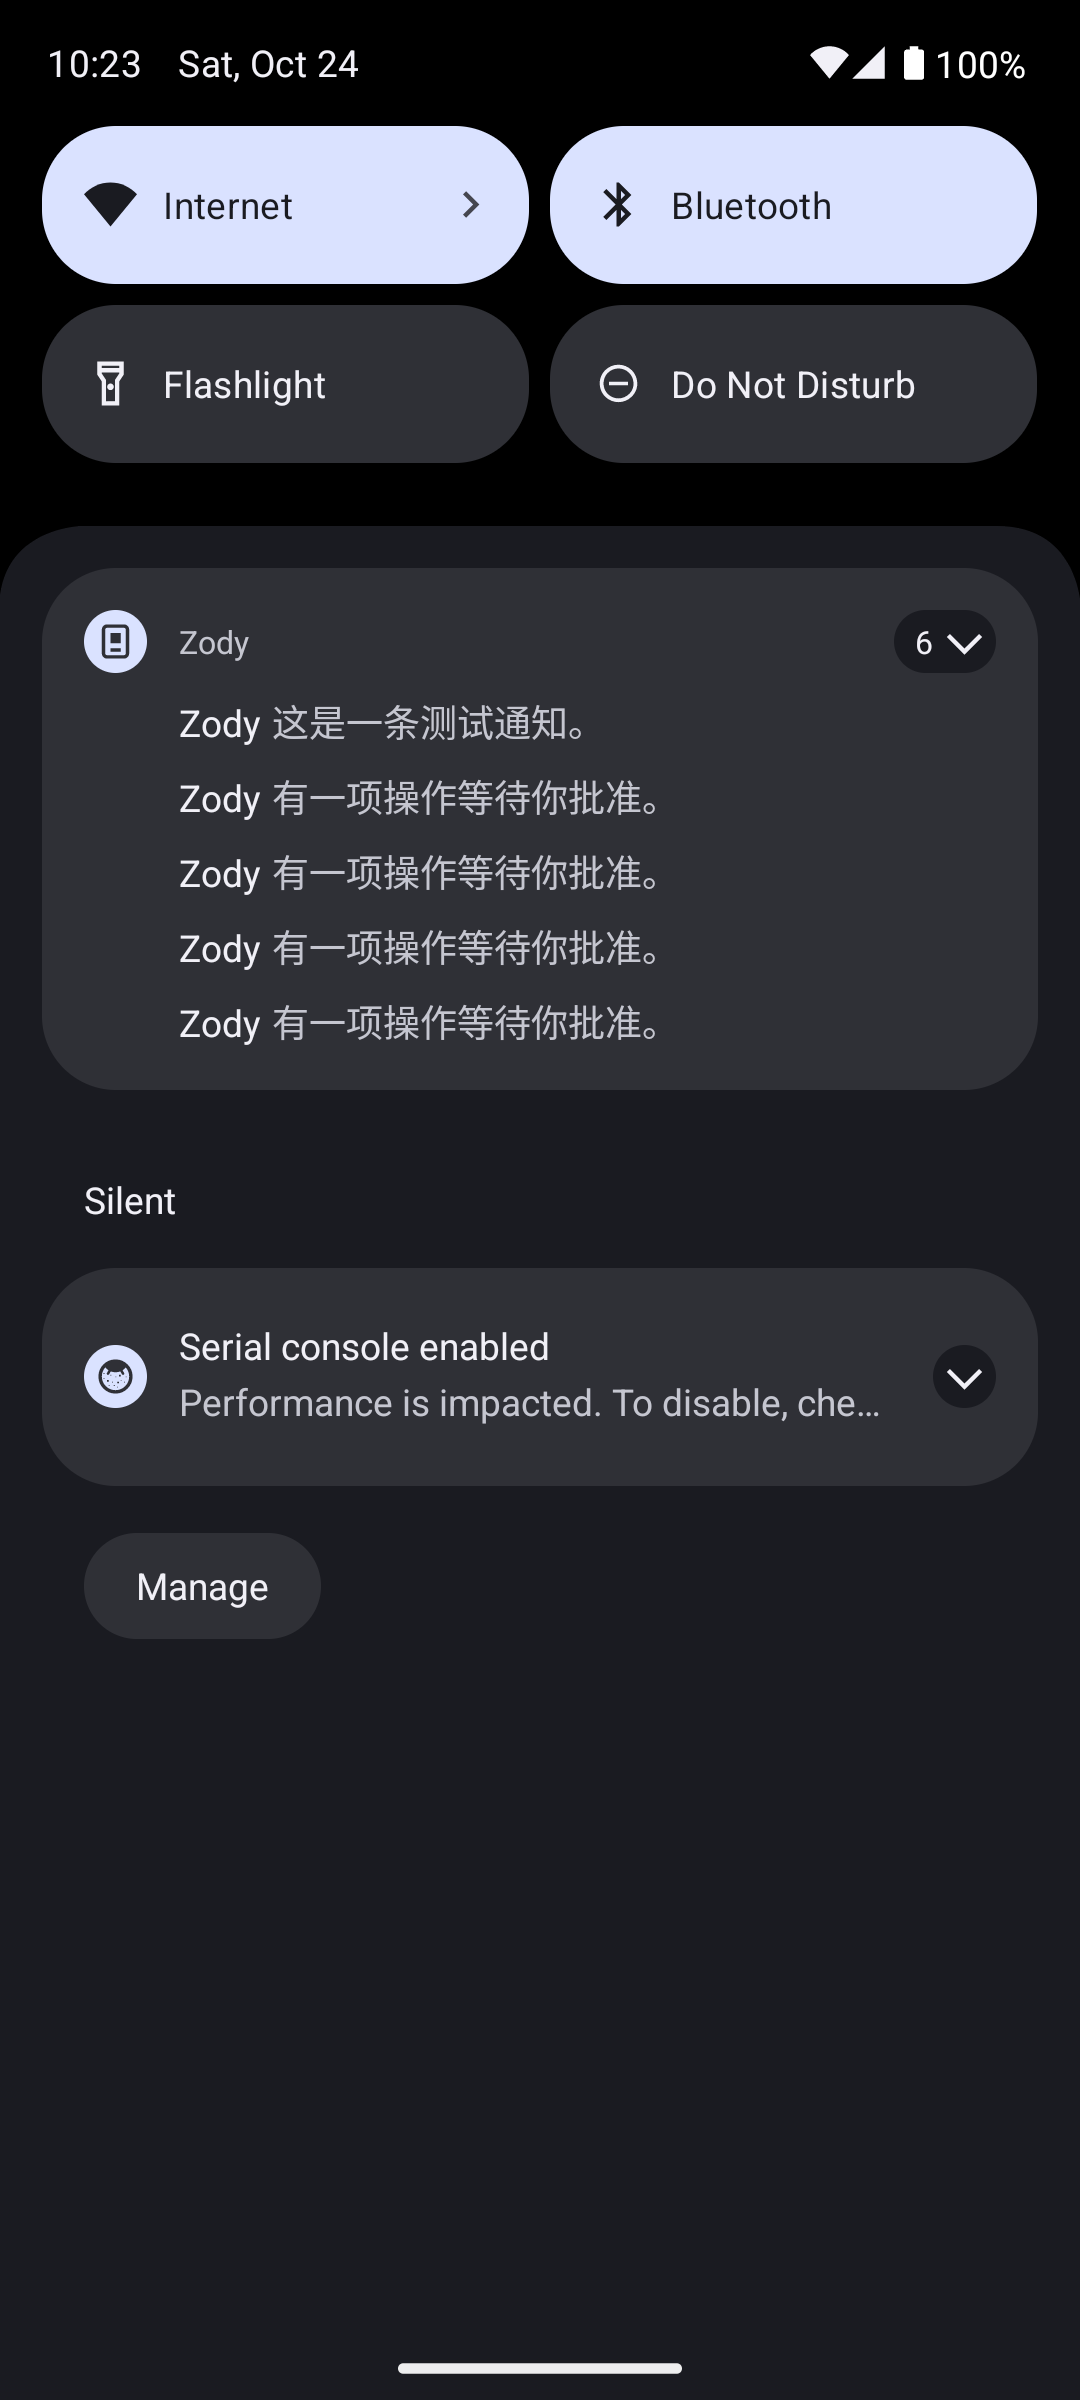 10:23 Sat, Oct 24 100%
Internet Bluetooth
Flashlight Do Not Disturb
Zody 6
Zody 这是一条测试通知。
Zody 有一项操作等待你批准。
Zody 有一项操作等待你批准。
Zody 有一项操作等待你批准。
Zody 有一项操作等待你批准。
Silent
Serial console enabled
Performance is impacted. To disable, che…
Manage